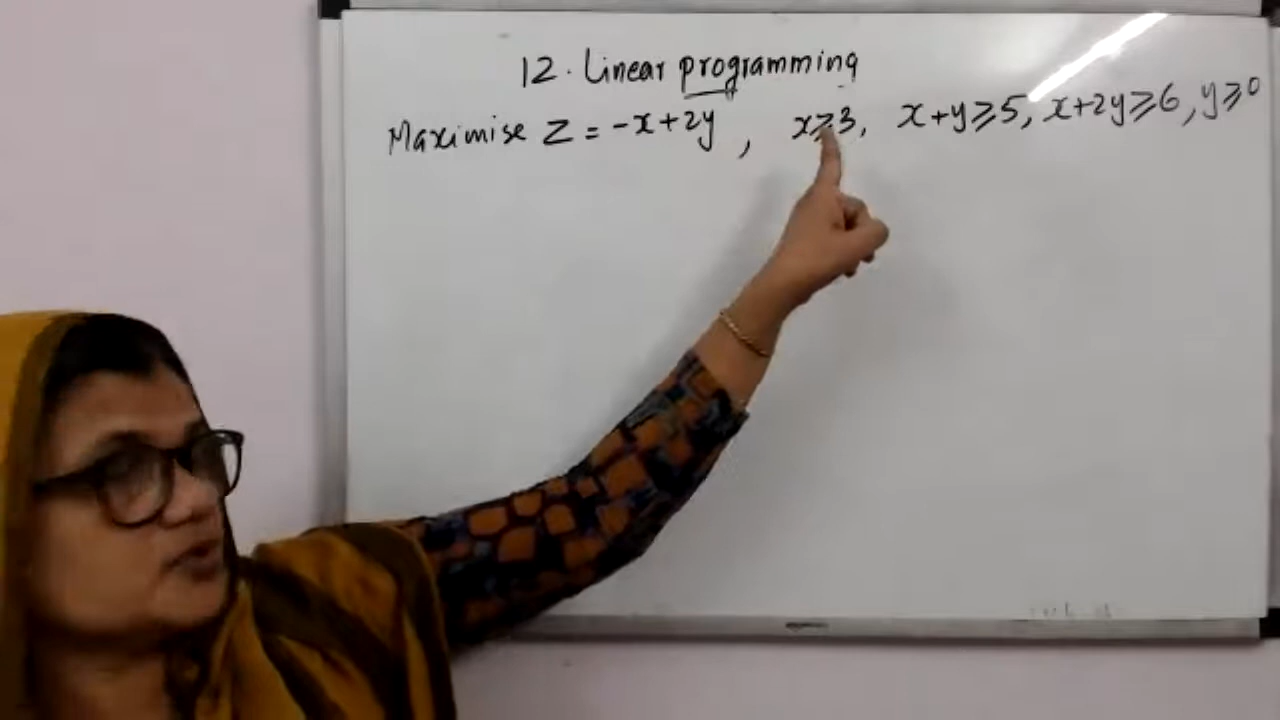 12. Linear programming
Maximise Z = -x+2y , x≥3, x+y≥5, x+2y≥6, y≥0